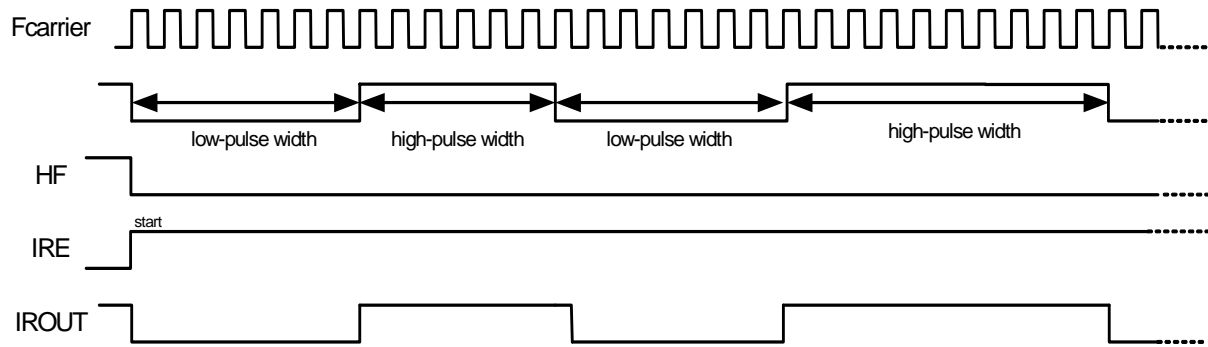 Fcarrier
low-pulse width
high-pulse width
low-pulse width
high-pulse width
HF
start
IRE
IROUT